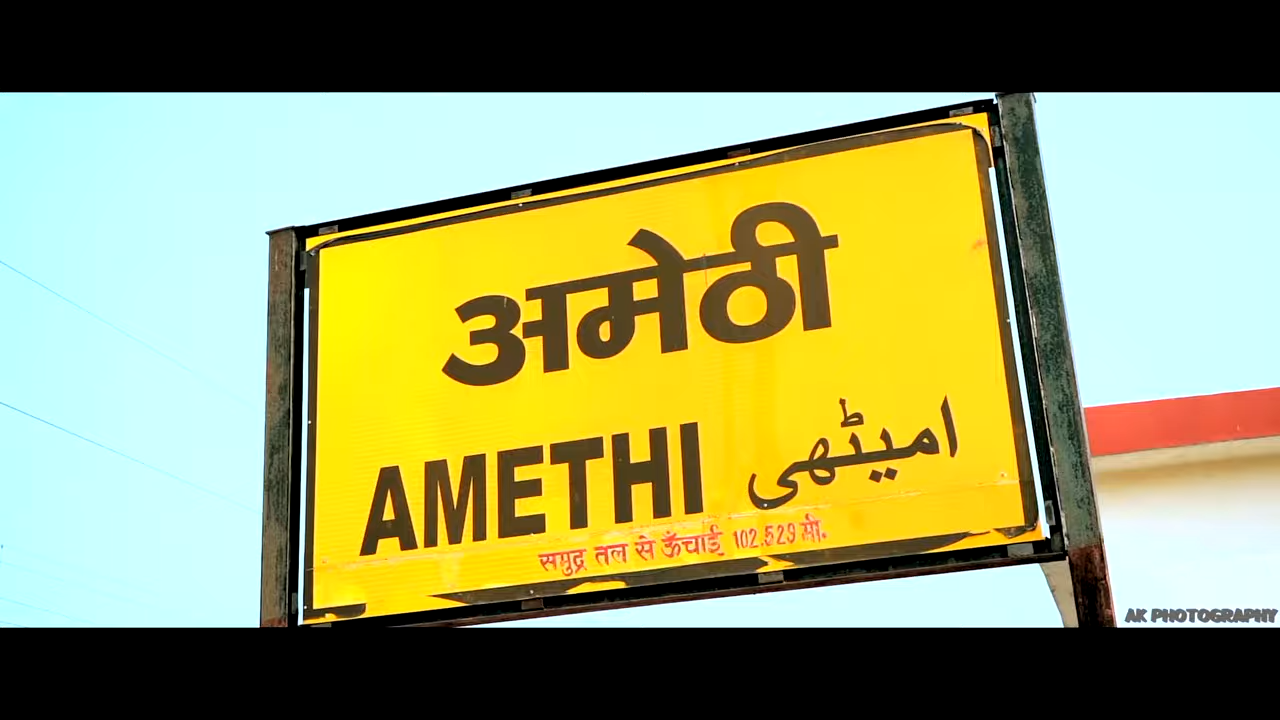 अमेठी
AMETHI امیٹھی
समुद्र तल से ऊँचाई 102.529 मी.
AK PHOTOGRAPHY